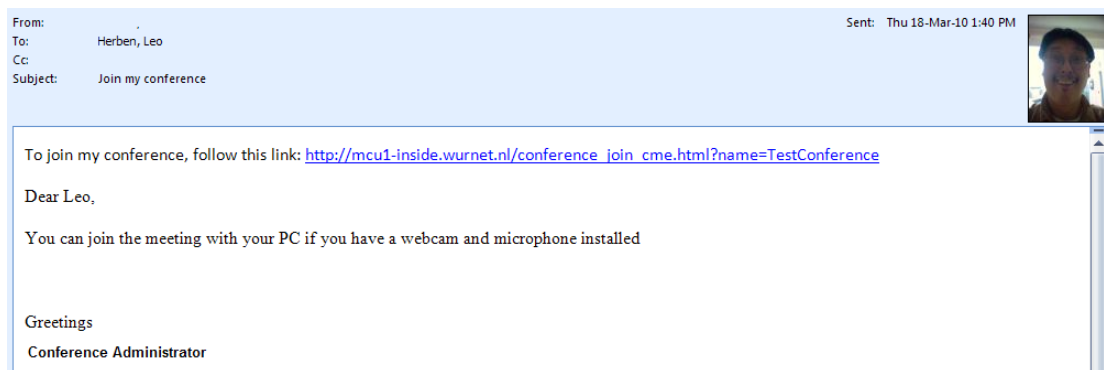 From: . Sent: Thu 18-Mar-10 1:40 PM
To: Herben, Leo
Cc:
Subject: Join my conference
To join my conference, follow this link: http://mcu1-inside.wurnet.nl/conference_join_cme.html?name=TestConference
Dear Leo,
You can join the meeting with your PC if you have a webcam and microphone installed
Greetings
Conference Administrator